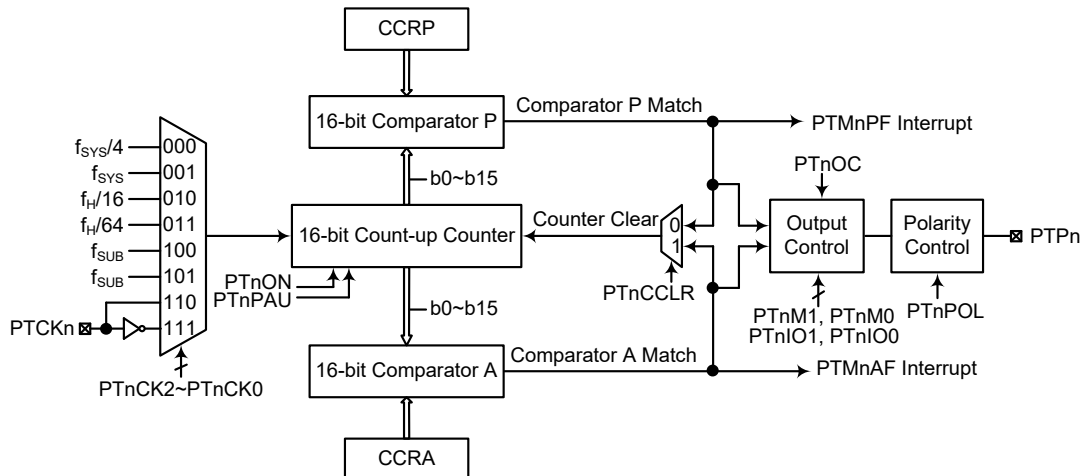 CCRP
16-bit Comparator P
Comparator P Match
PTMnPF Interrupt
fSYS/4
000
fSYS
001
fH/16
010
fH/64
011
fSUB
100
fSUB
101
110
111
PTCKn
PTnCK2~PTnCK0
b0~b15
16-bit Count-up Counter
Counter Clear
0
1
PTnCCLR
PTnON
PTnPAU
b0~b15
PTnOC
Output
Control
Polarity
Control
PTPn
PTnM1, PTnM0
PTnIO1, PTnIO0
PTnPOL
16-bit Comparator A
Comparator A Match
PTMnAF Interrupt
CCRA